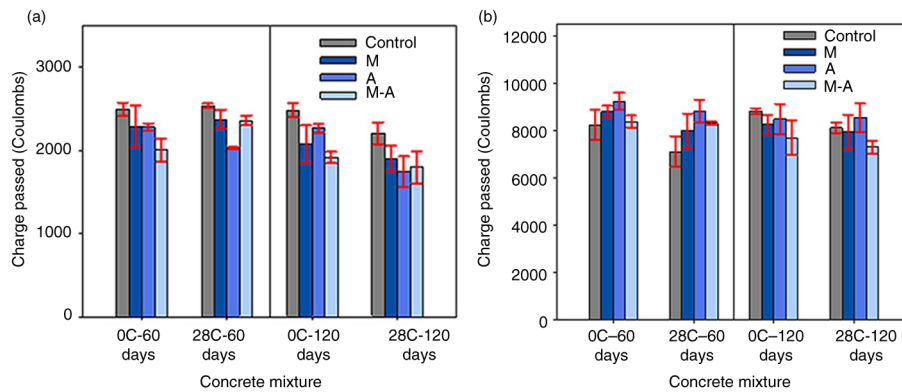 (a)
Charge passed (Coulombs)
3000
2000
1000
0
Control
M
A
M-A
0C-60 days
28C-60 days
0C-120 days
28C-120 days
Concrete mixture
(b)
Charge passed (Coulombs)
12000
10000
8000
6000
4000
2000
0
Control
M
A
M-A
0C–60 days
28C–60 days
0C–120 days
28C-120 days
Concrete mixture